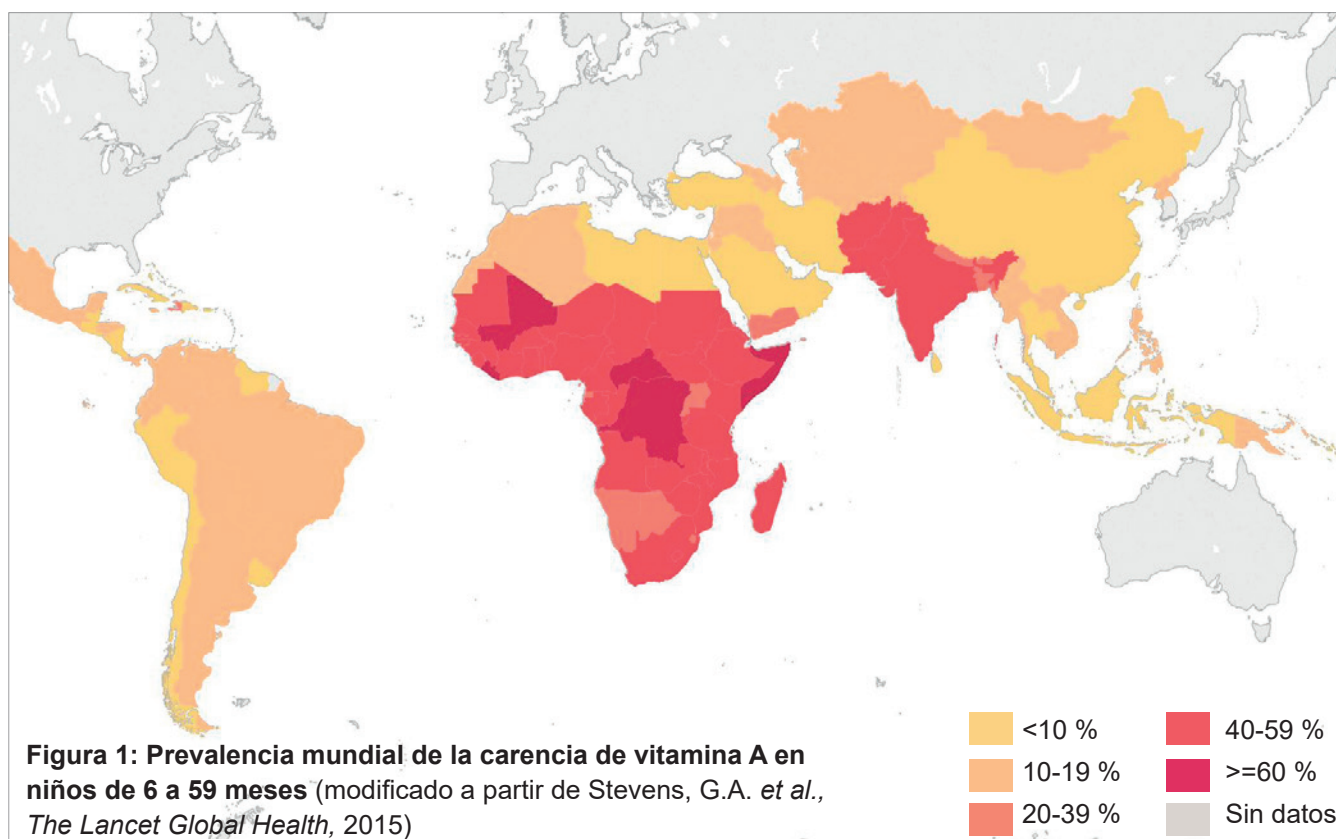 Figura 1: Prevalencia mundial de la carencia de vitamina A en
niños de 6 a 59 meses (modificado a partir de Stevens, G.A. et al.,
The Lancet Global Health, 2015)
<10 %
10-19 %
20-39 %
40-59 %
>=60 %
Sin datos